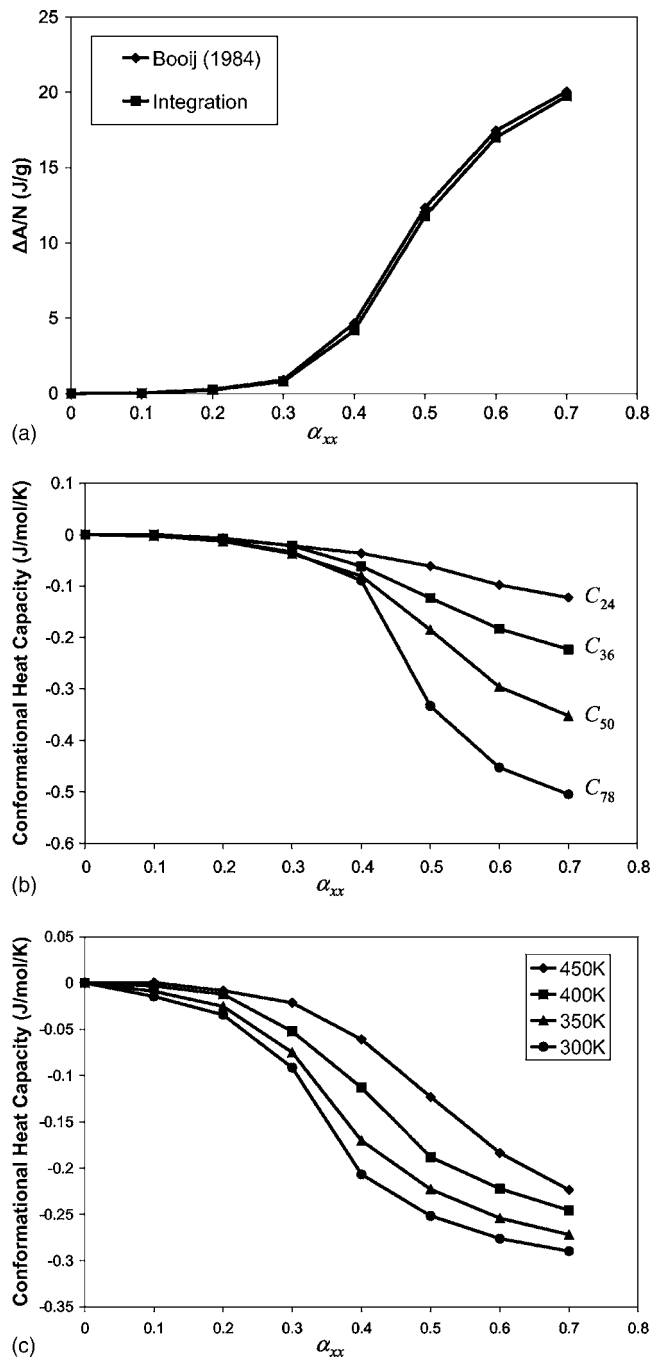 Booij (1984)
Integration
ΔA/N (J/g)
25
20
15
10
5
0
0 0.1 0.2 0.3 0.4 0.5 0.6 0.7 0.8
(a)
αxx
Conformational Heat Capacity (J/mol/K)
0.1
0
-0.1
-0.2
-0.3
-0.4
-0.5
-0.6
C24
C36
C50
C78
0 0.1 0.2 0.3 0.4 0.5 0.6 0.7 0.8
(b)
αxx
Conformational Heat Capacity (J/mol/K)
0.05
0
-0.05
-0.1
-0.15
-0.2
-0.25
-0.3
-0.35
450K
400K
350K
300K
0 0.1 0.2 0.3 0.4 0.5 0.6 0.7 0.8
(c)
αxx